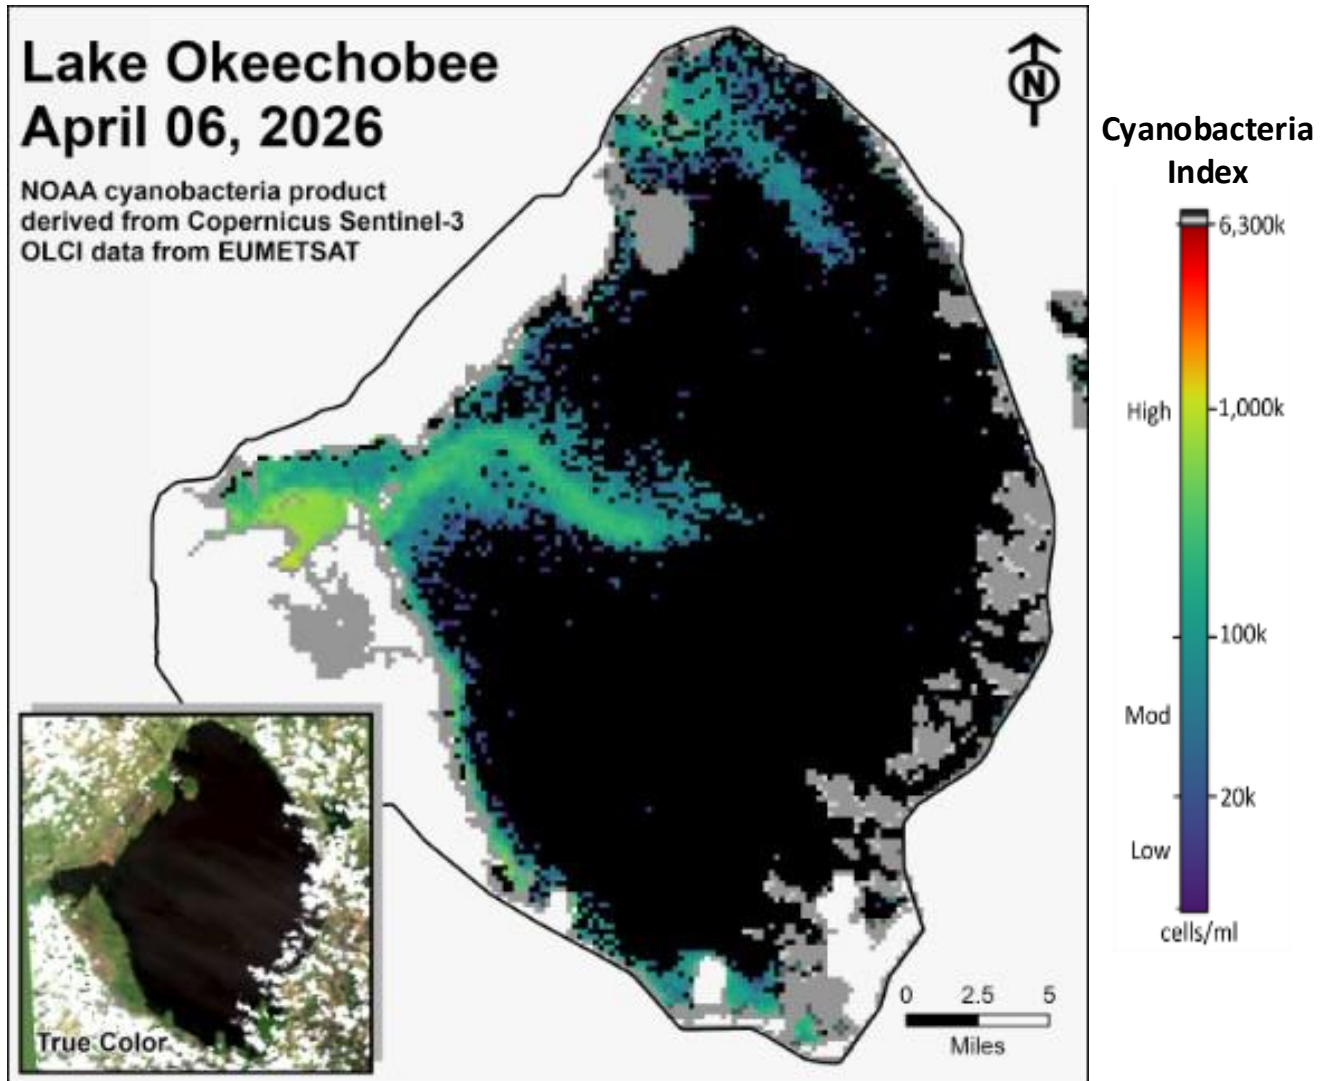 Lake Okeechobee
April 06, 2026
NOAA cyanobacteria product
derived from Copernicus Sentinel-3
OLCI data from EUMETSAT
N
True Color
0 2.5 5
Miles
Cyanobacteria
Index
6,300k
High
1,000k
100k
Mod
20k
Low
cells/ml